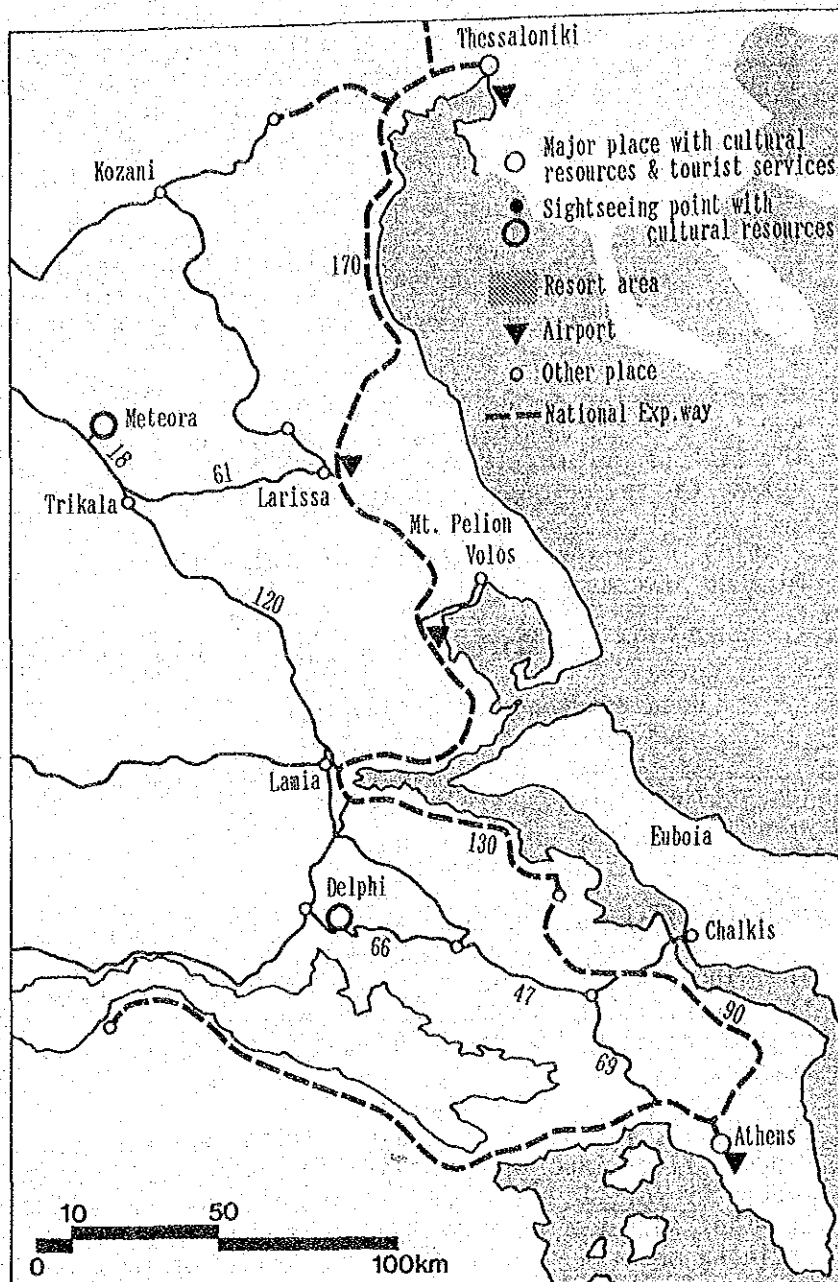 Thessaloniki
Major place with cultural
resources & tourist services
Sightseeing point with
cultural resources
Kozani
170
Resort area
Airport
Other place
National Exp.way
Meteora
18
61
Trikala
Larissa
Mt. Pelion
Volos
120
Lamia
130
Euboia
Delphi
66
Chalkis
47
90
69
Athens
10 50
0 100km